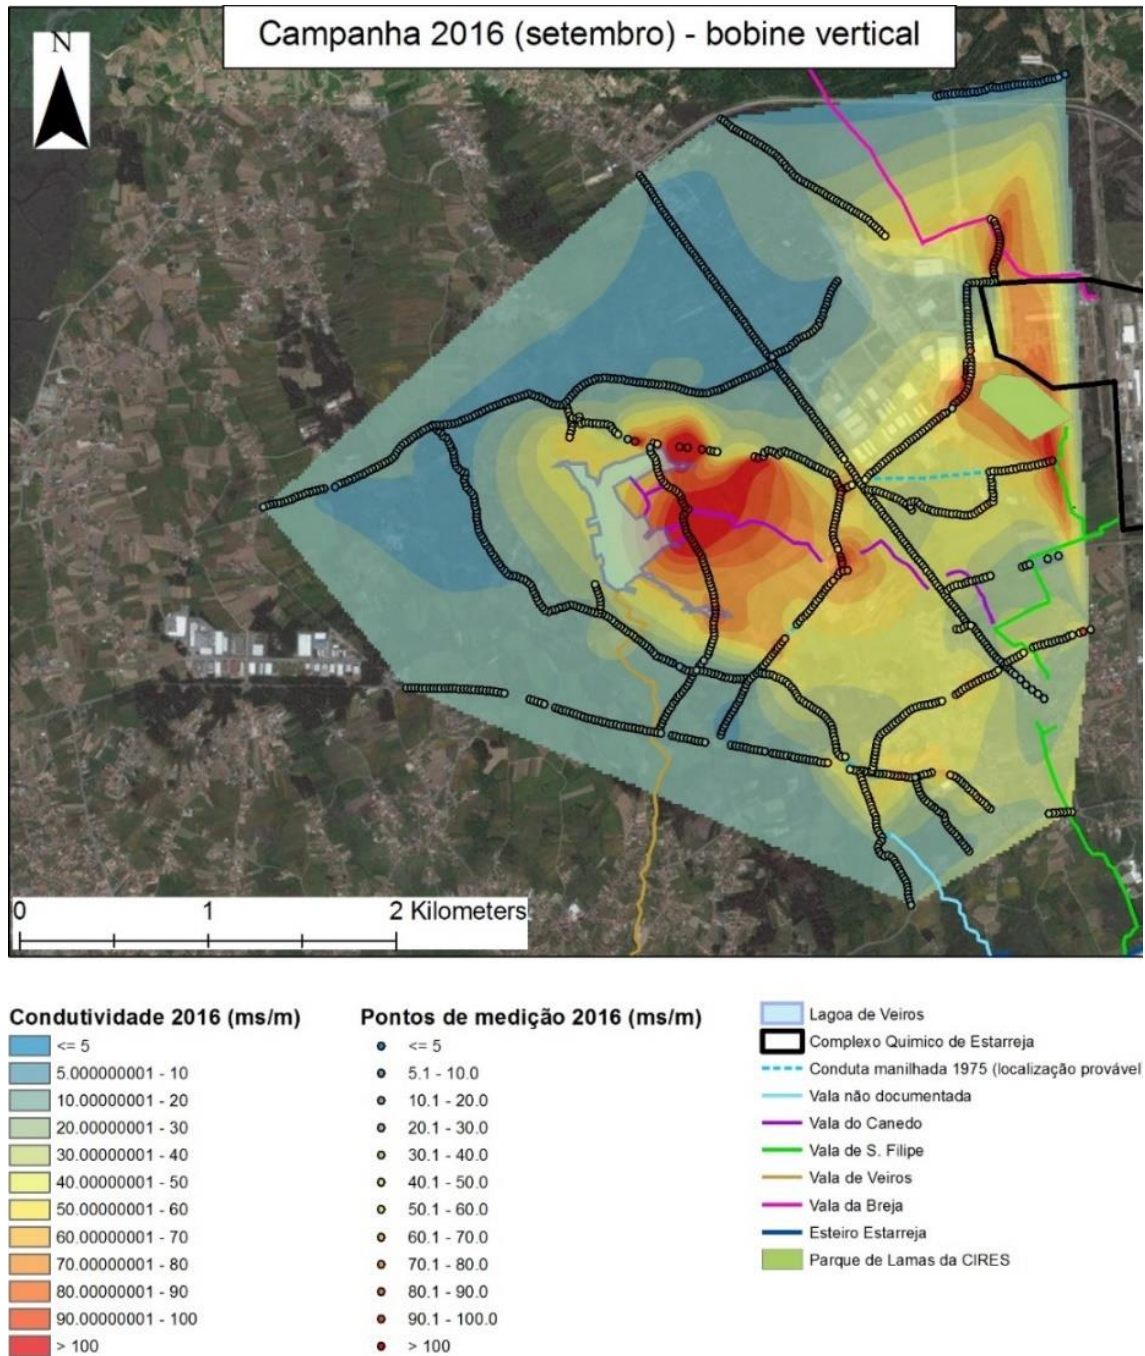 Campanha 2016 (setembro) - bobine vertical
N
0 1 2 Kilometers
Condutividade 2016 (ms/m)
<= 5
5.000000001 - 10
10.00000001 - 20
20.00000001 - 30
30.00000001 - 40
40.00000001 - 50
50.00000001 - 60
60.00000001 - 70
70.00000001 - 80
80.00000001 - 90
90.00000001 - 100
> 100
Pontos de medição 2016 (ms/m)
<= 5
5.1 - 10.0
10.1 - 20.0
20.1 - 30.0
30.1 - 40.0
40.1 - 50.0
50.1 - 60.0
60.1 - 70.0
70.1 - 80.0
80.1 - 90.0
90.1 - 100.0
> 100
Lagoa de Veiros
Complexo Quimico de Estarreja
Conduta manilhada 1975 (localização provável)
Vala não documentada
Vala do Canedo
Vala de S. Filipe
Vala de Veiros
Vala da Breja
Esteiro Estarreja
Parque de Lamas da CIRES